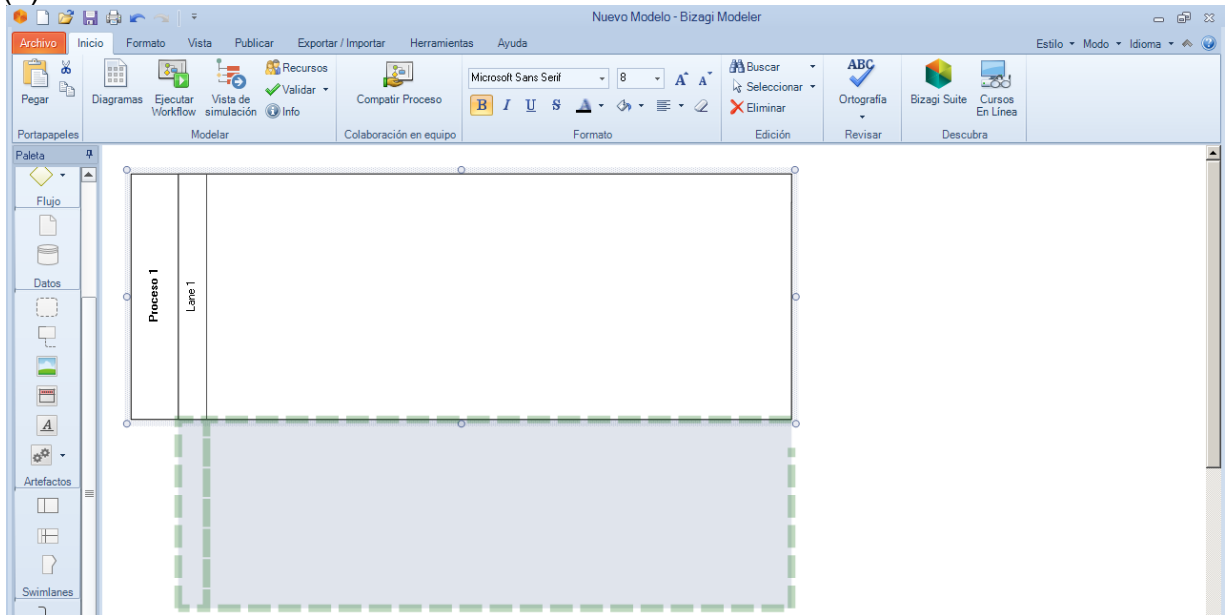 Nuevo Modelo - Bizagi Modeler
Archivo Inicio Formato Vista Publicar Exportar / Importar Herramientas Ayuda Estilo Modo Idioma
Pegar
Portapapeles
Diagramas
Ejecutar Workflow
Vista de simulación
Recursos
Validar
Info
Modelar
Compatir Proceso
Colaboración en equipo
Microsoft Sans Serif 8
B I U S A
Formato
Buscar
Seleccionar
Eliminar
Edición
ABC
Ortografía
Revisar
Bizagi Suite
Cursos En Línea
Descubra
Paleta
Flujo
Datos
A
Artefactos
Swimlanes
Proceso 1
Lane 1